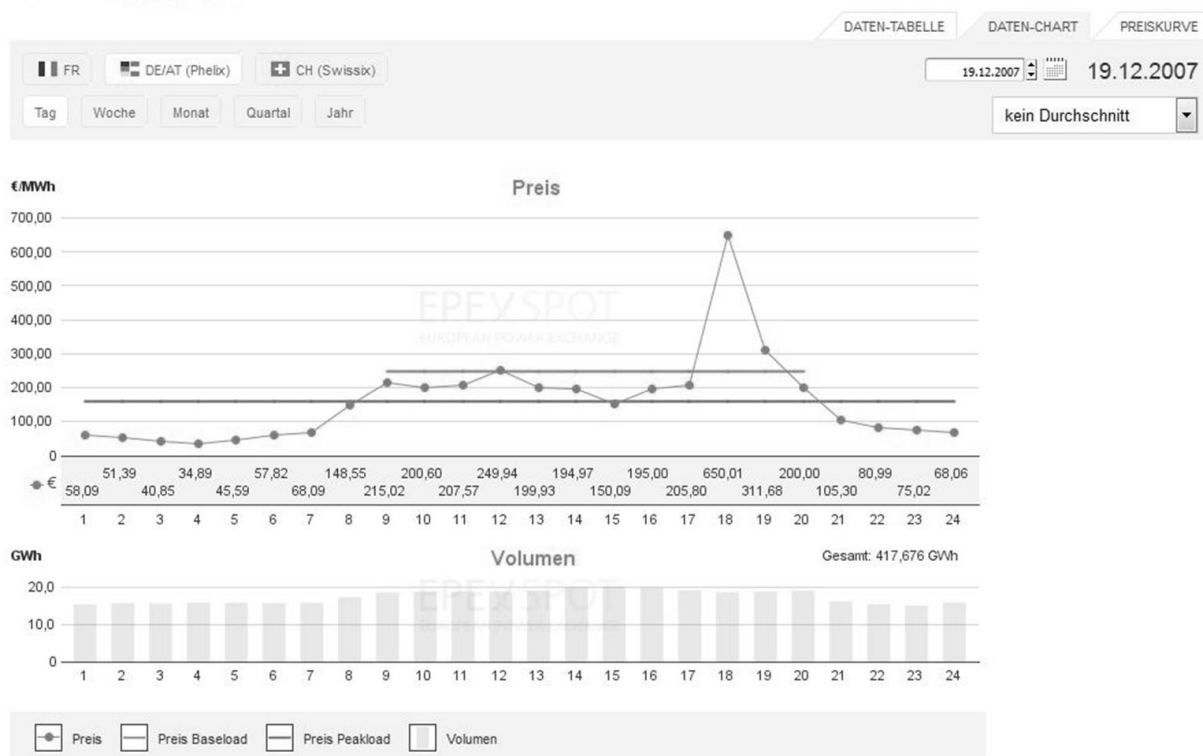 DATEN-TABELLE DATEN-CHART PREISKURVE
FR DE/AT (Phelix) CH (Swissix) 19.12.2007 19.12.2007
Tag Woche Monat Quartal Jahr kein Durchschnitt
€/MWh Preis
700,00
600,00
500,00
400,00
300,00
200,00
100,00
0
EPEXSPOT
EUROPEAN POWER EXCHANGE
51,39 34,89 57,82 148,55 200,60 249,94 194,97 195,00 650,01 200,00 80,99 68,06
€ 58,09 40,85 45,59 68,09 215,02 207,57 199,93 150,09 205,80 311,68 105,30 75,02
1 2 3 4 5 6 7 8 9 10 11 12 13 14 15 16 17 18 19 20 21 22 23 24
GWh Volumen Gesamt: 417,676 GWh
20,0
10,0
0
EPEXSPOT
1 2 3 4 5 6 7 8 9 10 11 12 13 14 15 16 17 18 19 20 21 22 23 24
Preis Preis Baseload Preis Peakload Volumen